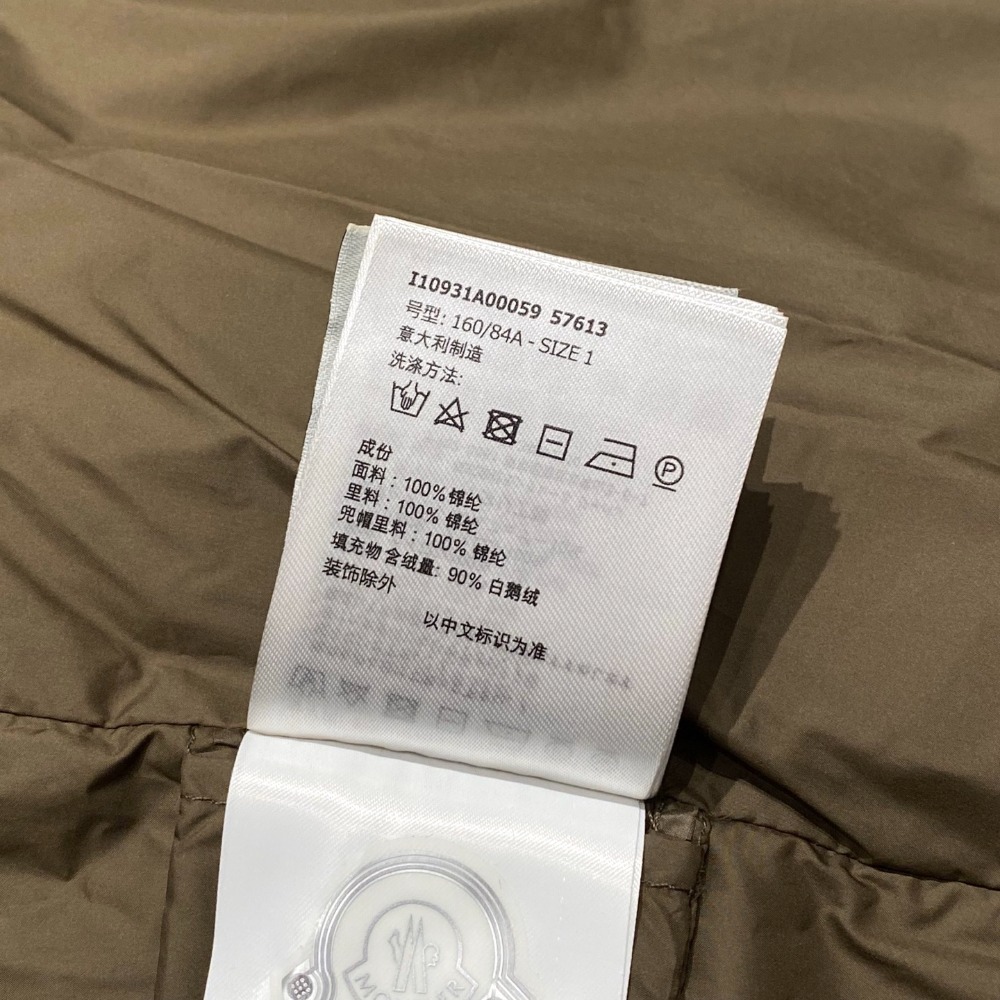 I10931A00059 57613
号型: 160/84A - SIZE 1
意大利制造
洗涤方法:
P
成份
面料：100% 锦纶
里料：100% 锦纶
兜帽里料：100% 锦纶
填充物 含绒量: 90% 白鹅绒
装饰除外
以中文标识为准